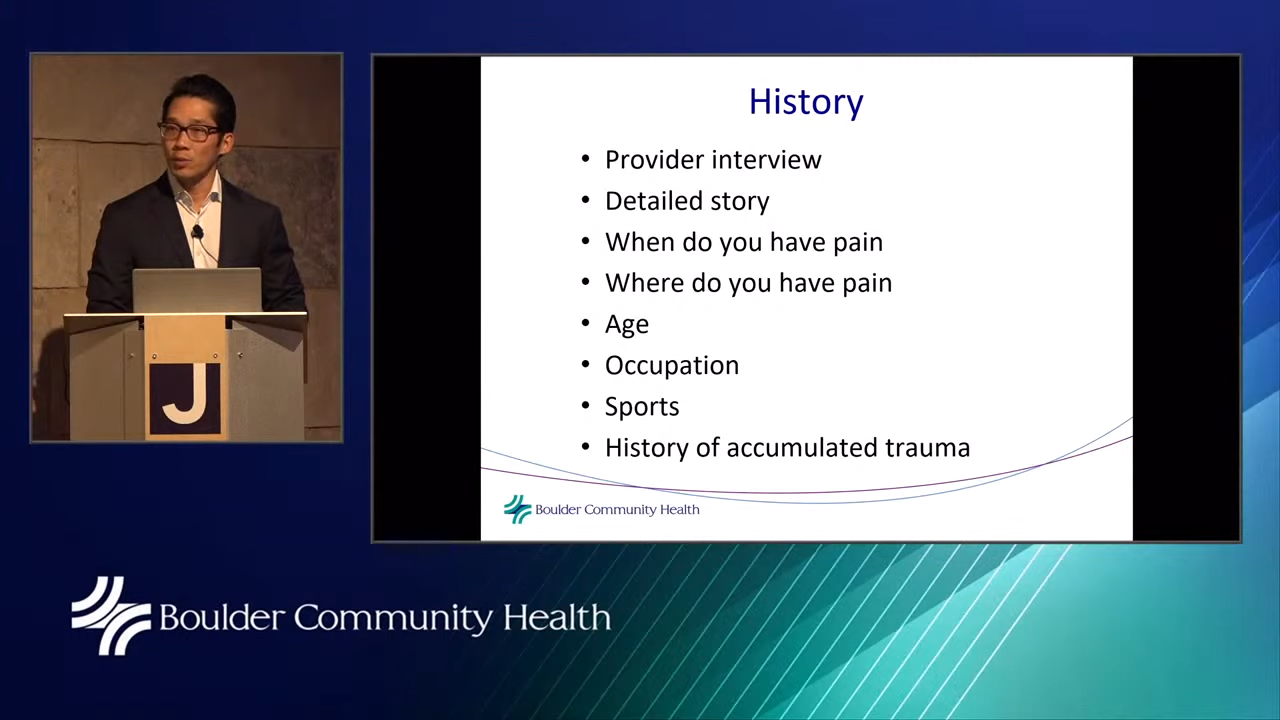 History
• Provider interview
• Detailed story
• When do you have pain
• Where do you have pain
• Age
• Occupation
• Sports
• History of accumulated trauma
Boulder Community Health
J
Boulder Community Health